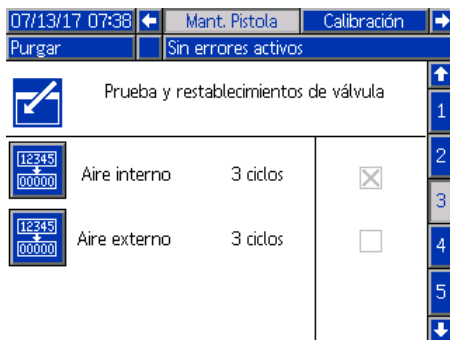 07/13/17 07:38 Mant. Pistola Calibración
Purgar Sin errores activos
Prueba y restablecimientos de válvula
1
12345
00000
Aire interno 3 ciclos
2
3
12345
00000
Aire externo 3 ciclos
4
5